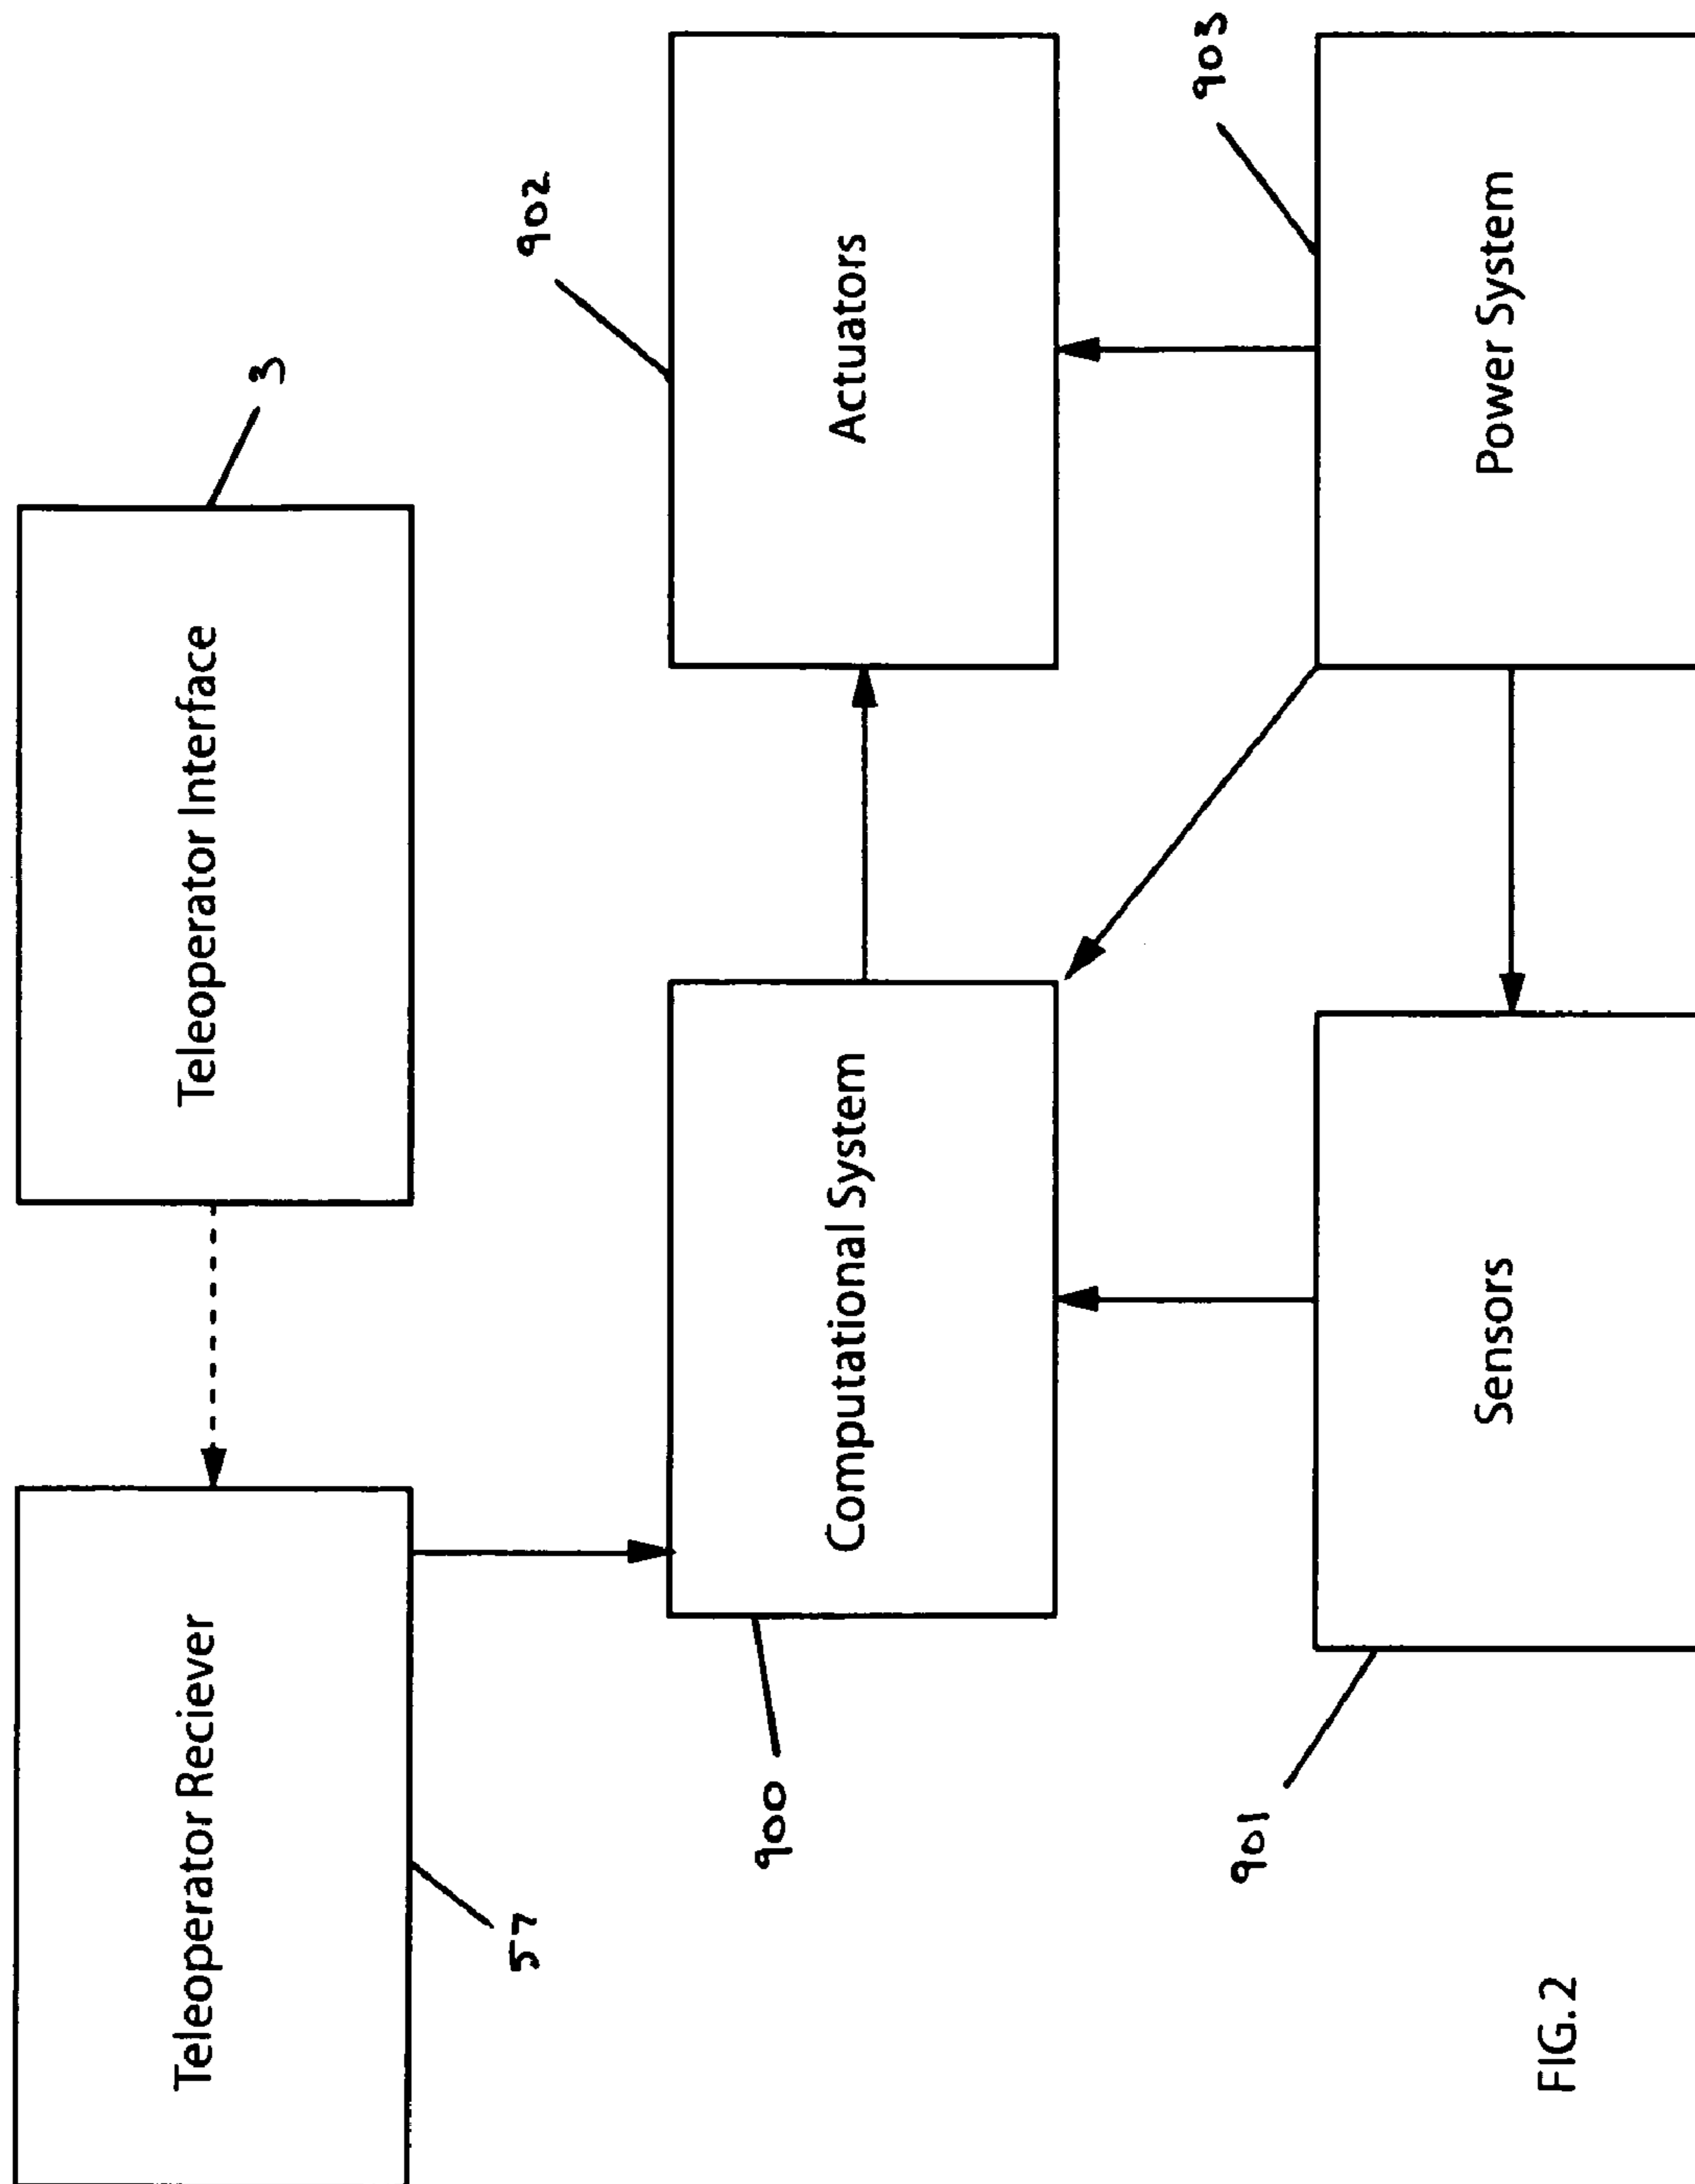 Teleoperator Reciever
Teleoperator Interface
57
3
Computational System
Actuators
900
902
Sensors
Power System
901
903
FIG. 2